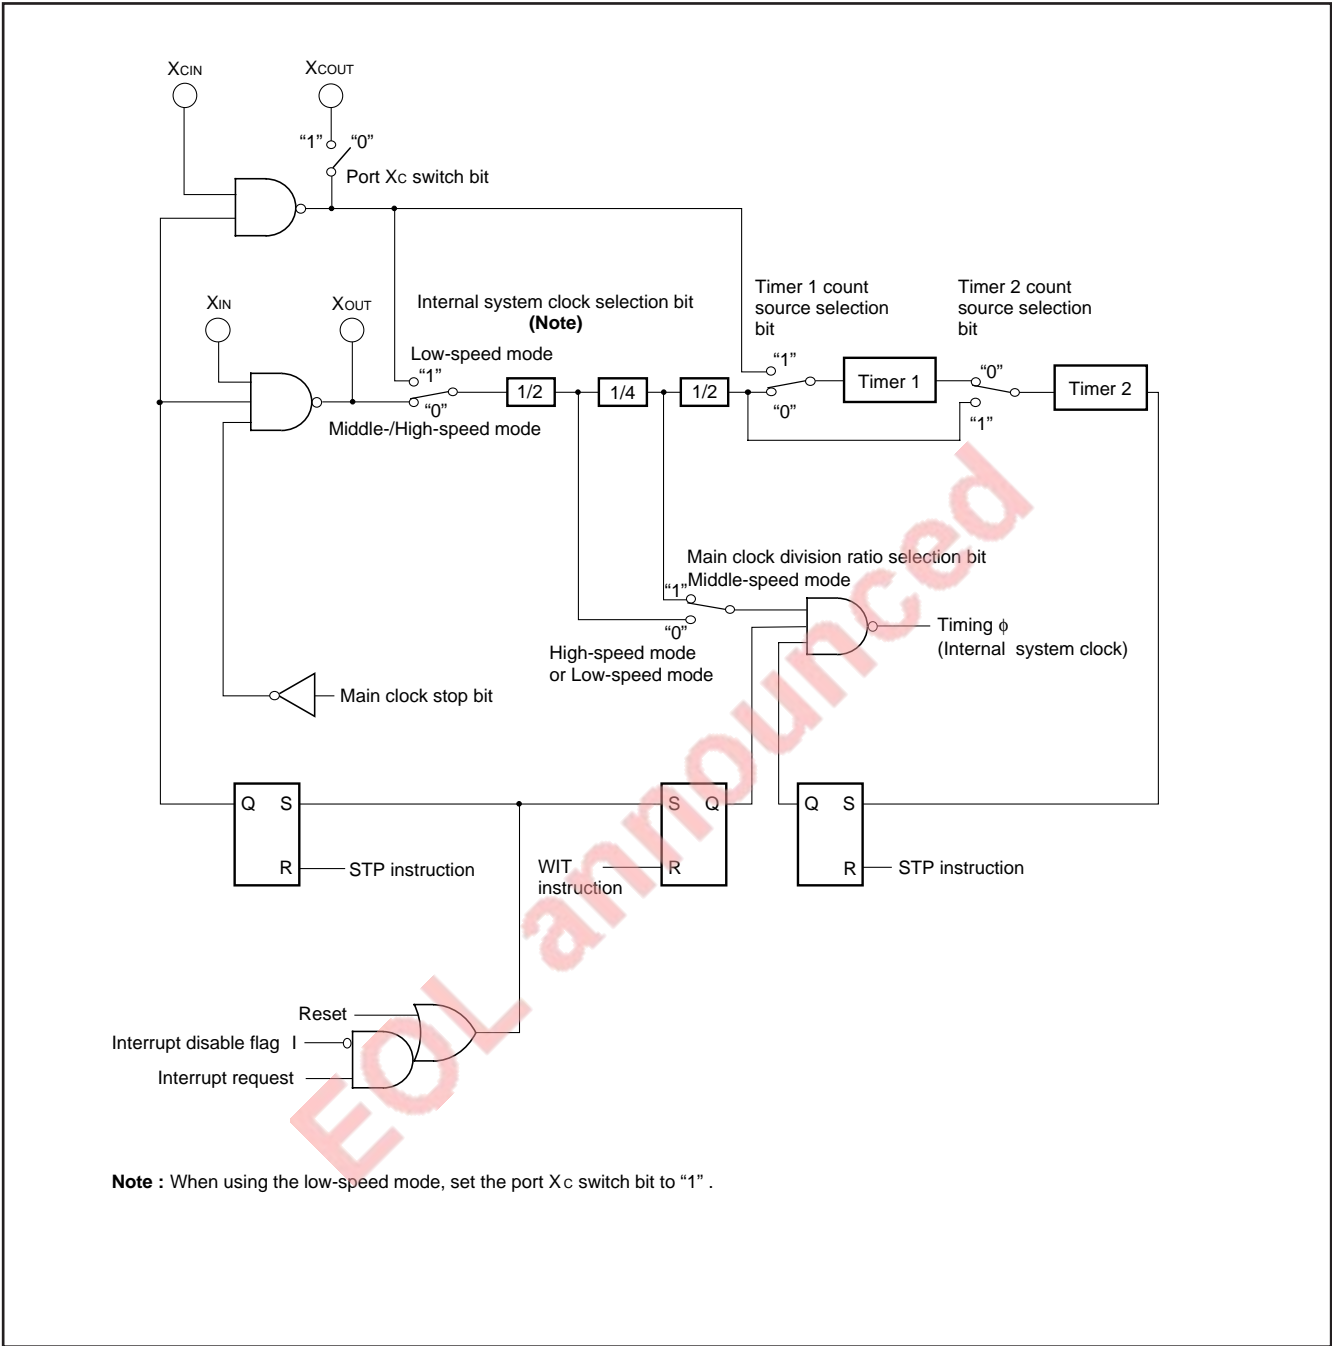 XCIN
XCOUT
“1” “0”
Port XC switch bit
XIN
XOUT
Internal system clock selection bit
(Note)
Low-speed mode
“1”
“0”
Middle-/High-speed mode
1/2
1/4
1/2
Timer 1 count
source selection
bit
“1”
“0”
Timer 1
Timer 2 count
source selection
bit
“0”
“1”
Timer 2
Main clock division ratio selection bit
Middle-speed mode
“1”
“0”
High-speed mode
or Low-speed mode
Timing ϕ
(Internal system clock)
Main clock stop bit
Q S
R
STP instruction
S Q
R
WIT
instruction
Q S
R
STP instruction
Reset
Interrupt disable flag I
Interrupt request
EOL announced
Note : When using the low-speed mode, set the port XC switch bit to “1” .